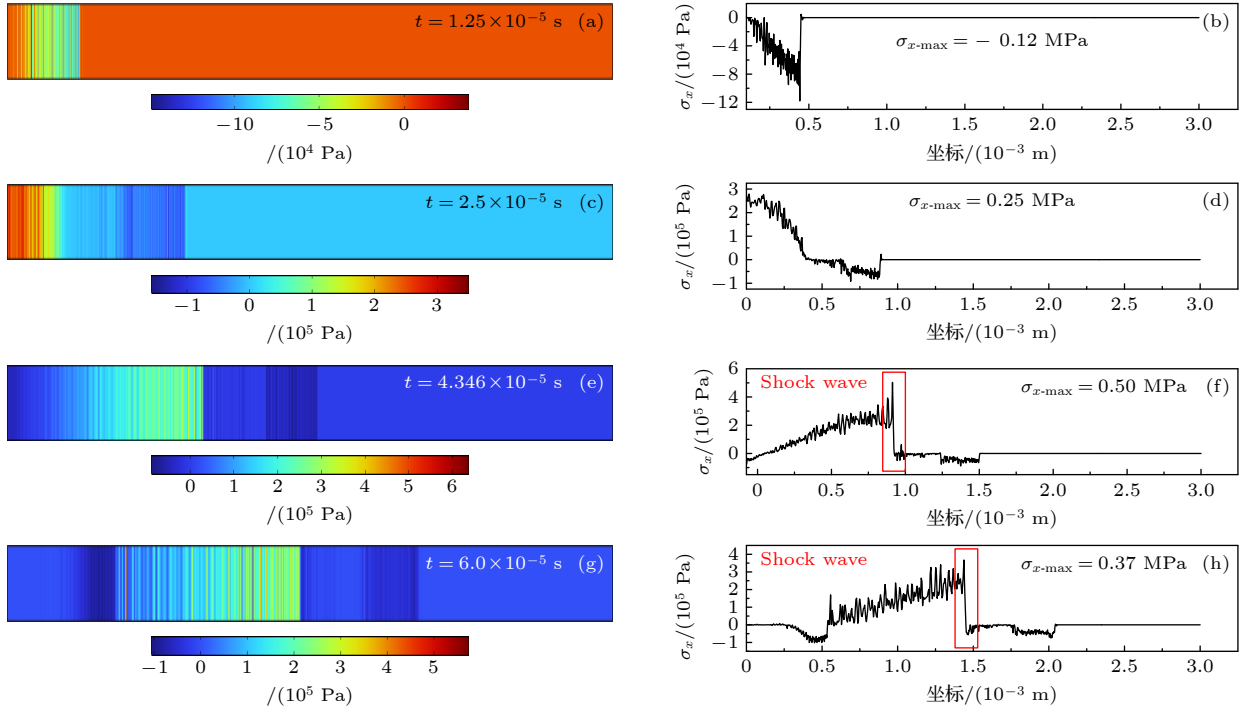 t = 1.25×10⁻⁵ s (a)
−10 −5 0
/(10⁴ Pa)
(b)
σx-max = − 0.12 MPa
σx/(10⁴ Pa)
0
−4
−8
−12
0.5 1.0 1.5 2.0 2.5 3.0
坐标/(10⁻³ m)
t = 2.5×10⁻⁵ s (c)
−1 0 1 2 3
/(10⁵ Pa)
(d)
σx-max = 0.25 MPa
σx/(10⁵ Pa)
3
2
1
0
−1
0 0.5 1.0 1.5 2.0 2.5 3.0
坐标/(10⁻³ m)
t = 4.346×10⁻⁵ s (e)
0 1 2 3 4 5 6
/(10⁵ Pa)
Shock wave
σx-max = 0.50 MPa (f)
σx/(10⁵ Pa)
6
4
2
0
0 0.5 1.0 1.5 2.0 2.5 3.0
坐标/(10⁻³ m)
t = 6.0×10⁻⁵ s (g)
−1 0 1 2 3 4 5
/(10⁵ Pa)
Shock wave
σx-max = 0.37 MPa (h)
σx/(10⁵ Pa)
4
3
2
1
0
−1
0 0.5 1.0 1.5 2.0 2.5 3.0
坐标/(10⁻³ m)